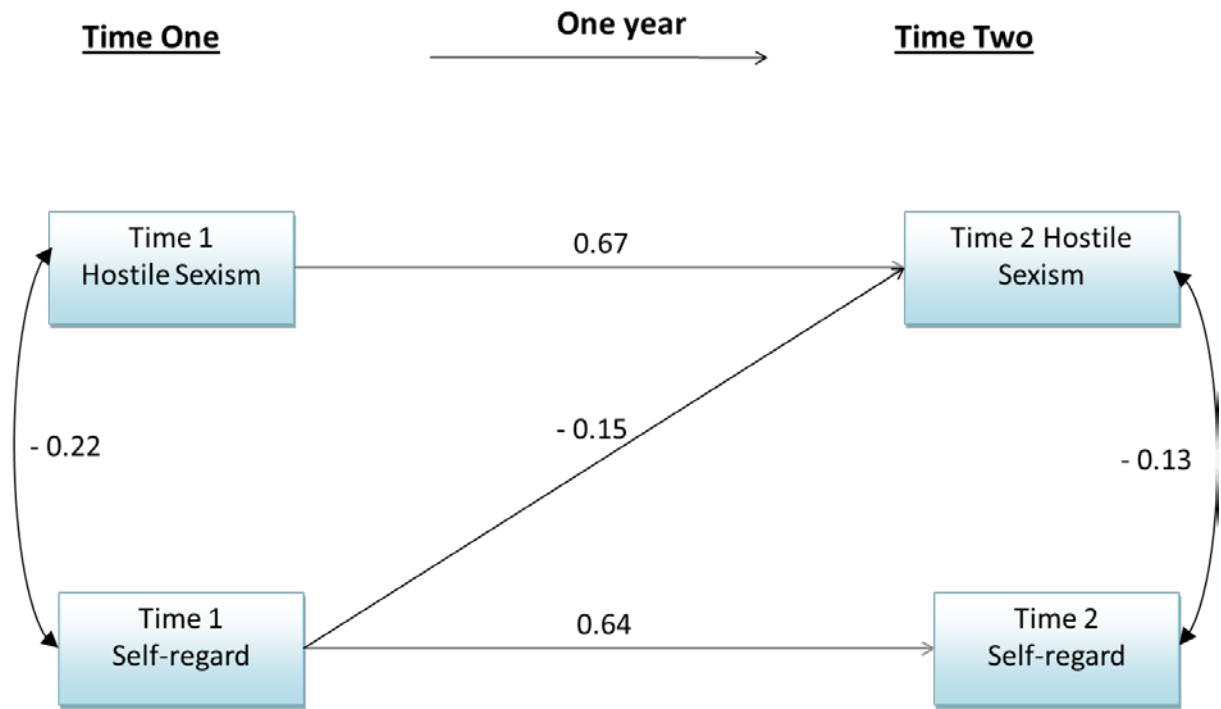 Time One
One year
Time Two
Time 1
Hostile Sexism
0.67
Time 2 Hostile
Sexism
- 0.22
- 0.15
- 0.13
Time 1
Self-regard
0.64
Time 2
Self-regard